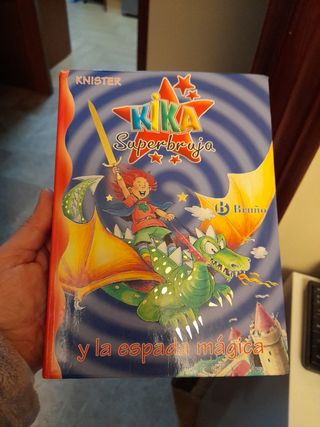 KNISTER
KIKA
Superbruja
Bruño
y la espada mágica